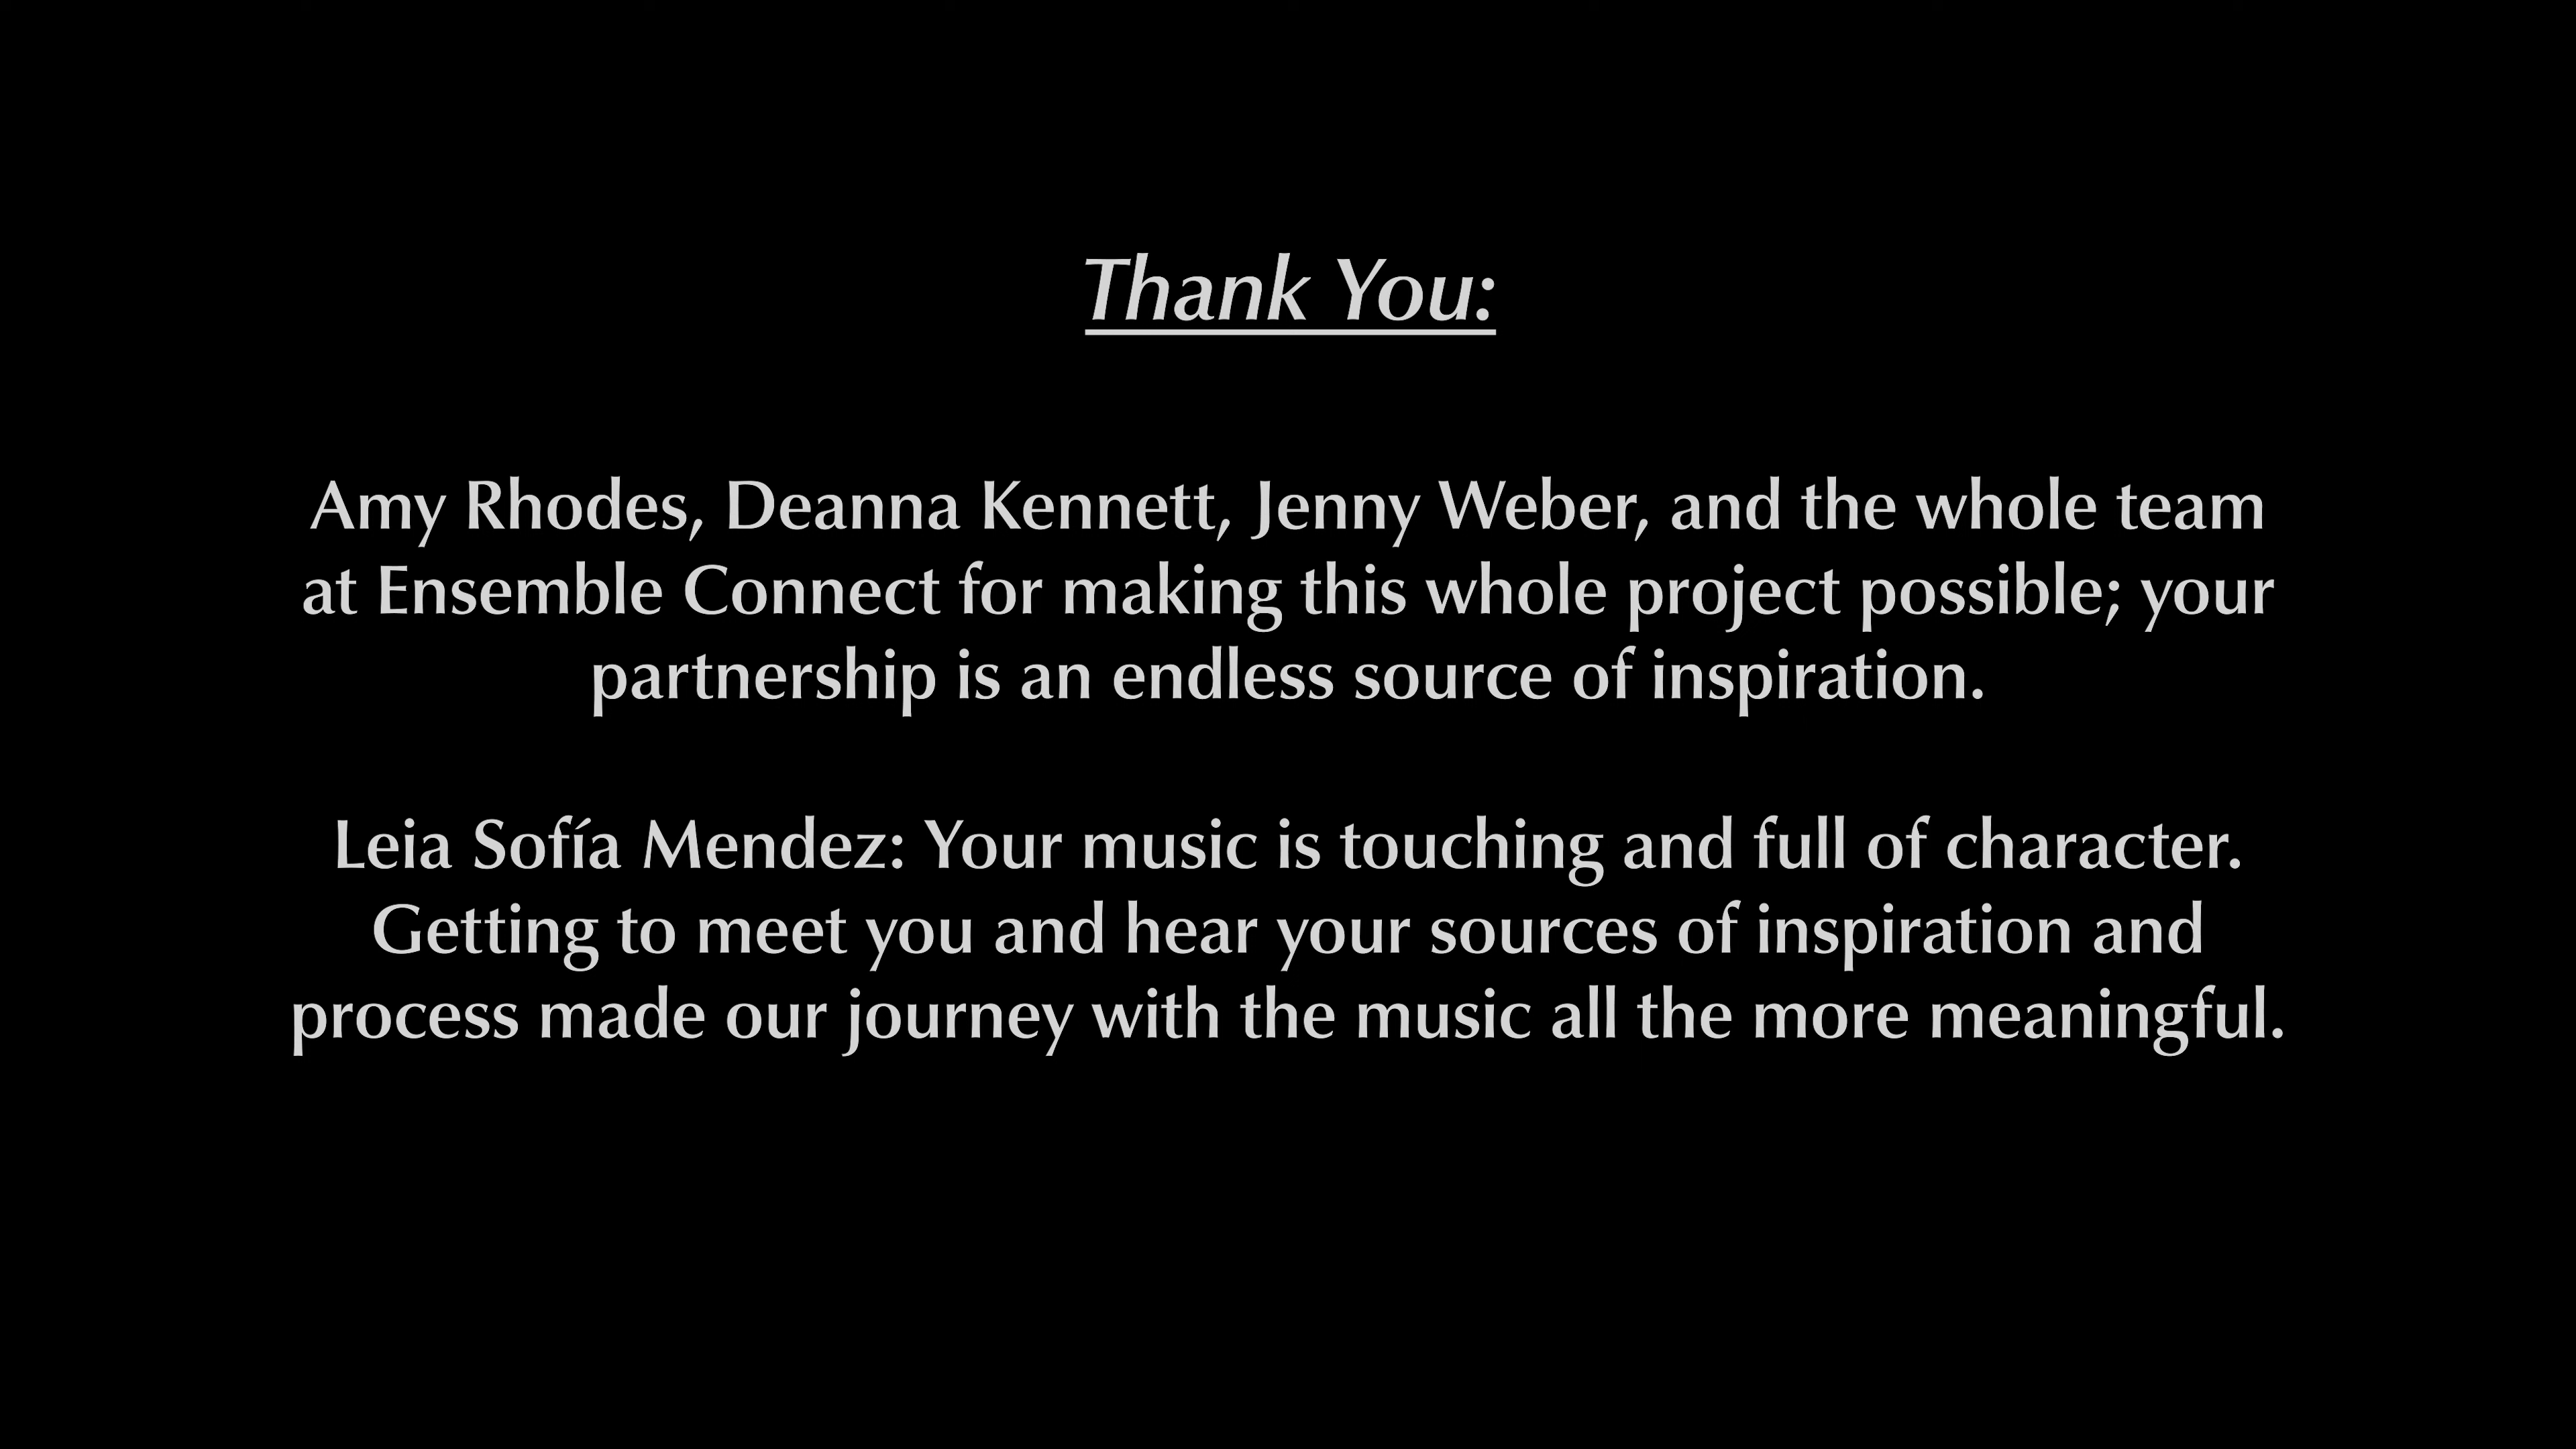 Thank You:
Amy Rhodes, Deanna Kennett, Jenny Weber, and the whole team
at Ensemble Connect for making this whole project possible; your
partnership is an endless source of inspiration.
Leia Sofía Mendez: Your music is touching and full of character.
Getting to meet you and hear your sources of inspiration and
process made our journey with the music all the more meaningful.